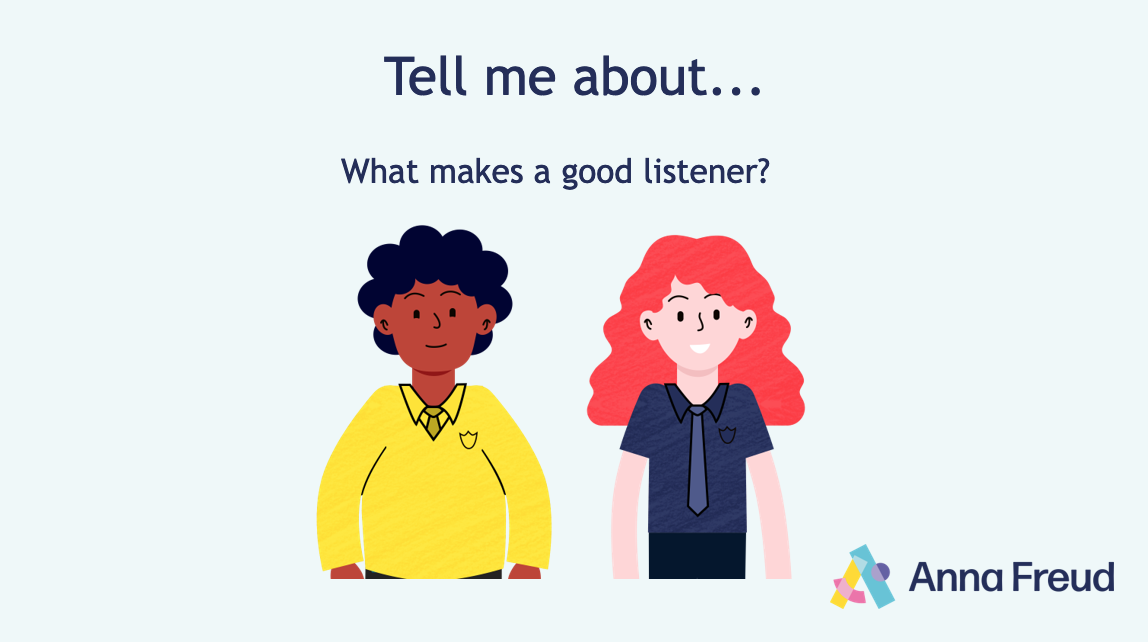 Tell me about...
What makes a good listener?
Anna Freud